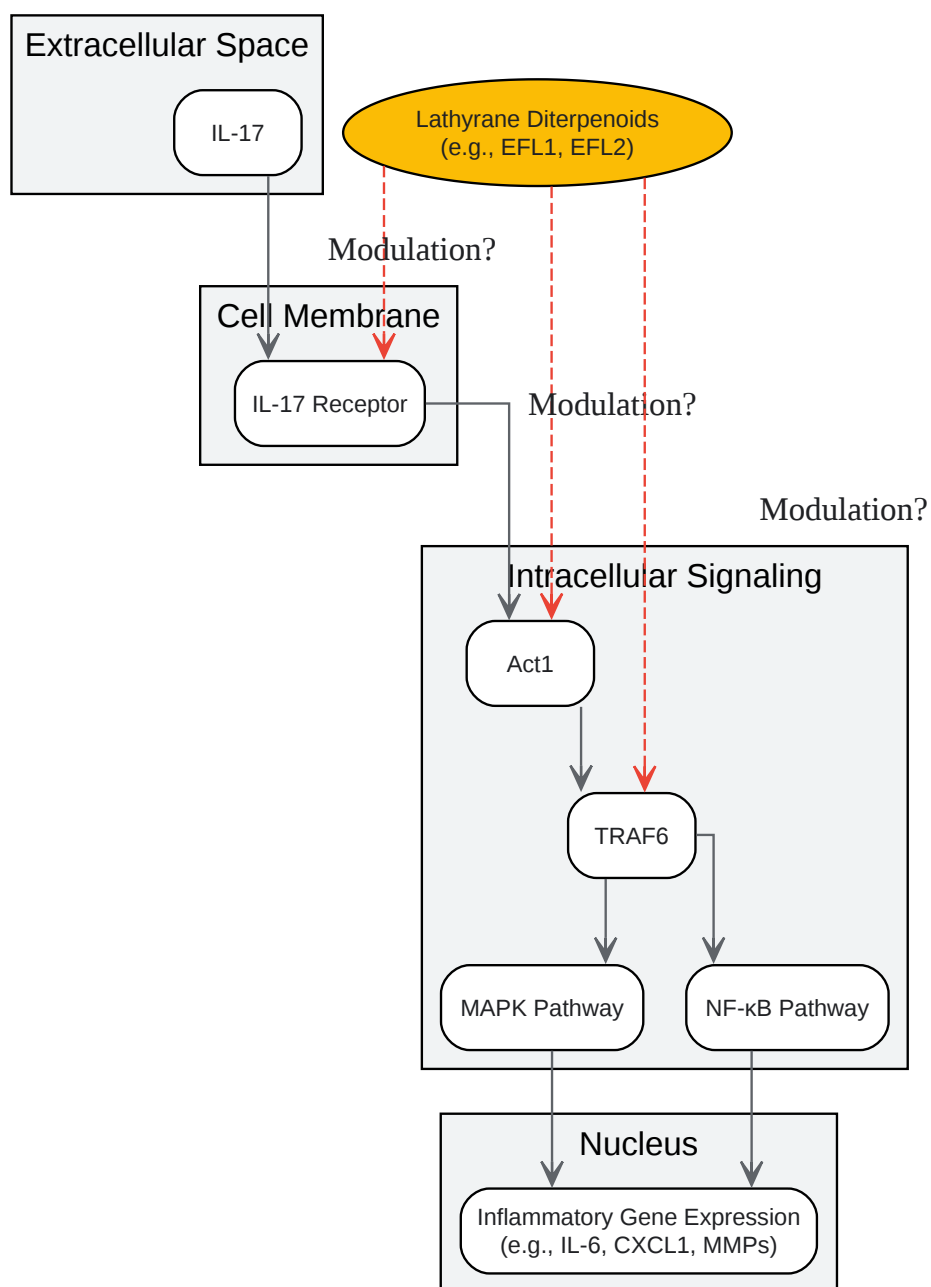 Extracellular Space
IL-17
Lathyrane Diterpenoids
(e.g., EFL1, EFL2)
Modulation?
Cell Membrane
IL-17 Receptor
Modulation?
Modulation?
Intracellular Signaling
Act1
TRAF6
MAPK Pathway
NF-κB Pathway
Nucleus
Inflammatory Gene Expression
(e.g., IL-6, CXCL1, MMPs)